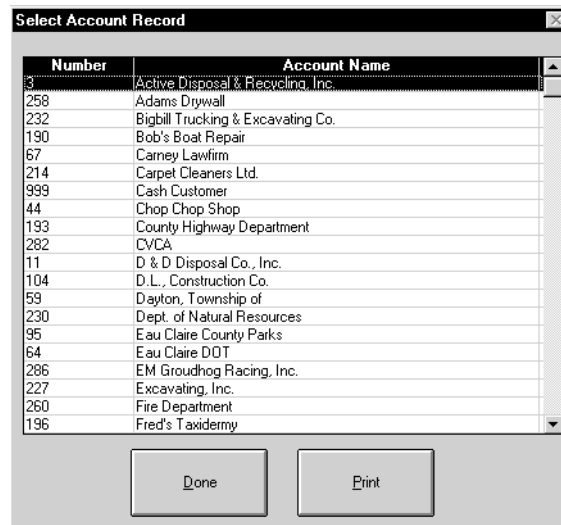 Select Account Record
Number Account Name
3 Active Disposal & Recycling, Inc.
258 Adams Drywall
232 Bigbill Trucking & Excavating Co.
190 Bob's Boat Repair
67 Carney Lawfirm
214 Carpet Cleaners Ltd.
999 Cash Customer
44 Chop Chop Shop
193 County Highway Department
282 CVCA
11 D & D Disposal Co., Inc.
104 D.L., Construction Co.
59 Dayton, Township of
230 Dept. of Natural Resources
95 Eau Claire County Parks
64 Eau Claire DOT
286 EM Groudhog Racing, Inc.
227 Excavating, Inc.
260 Fire Department
196 Fred's Taxidermy
Done Print